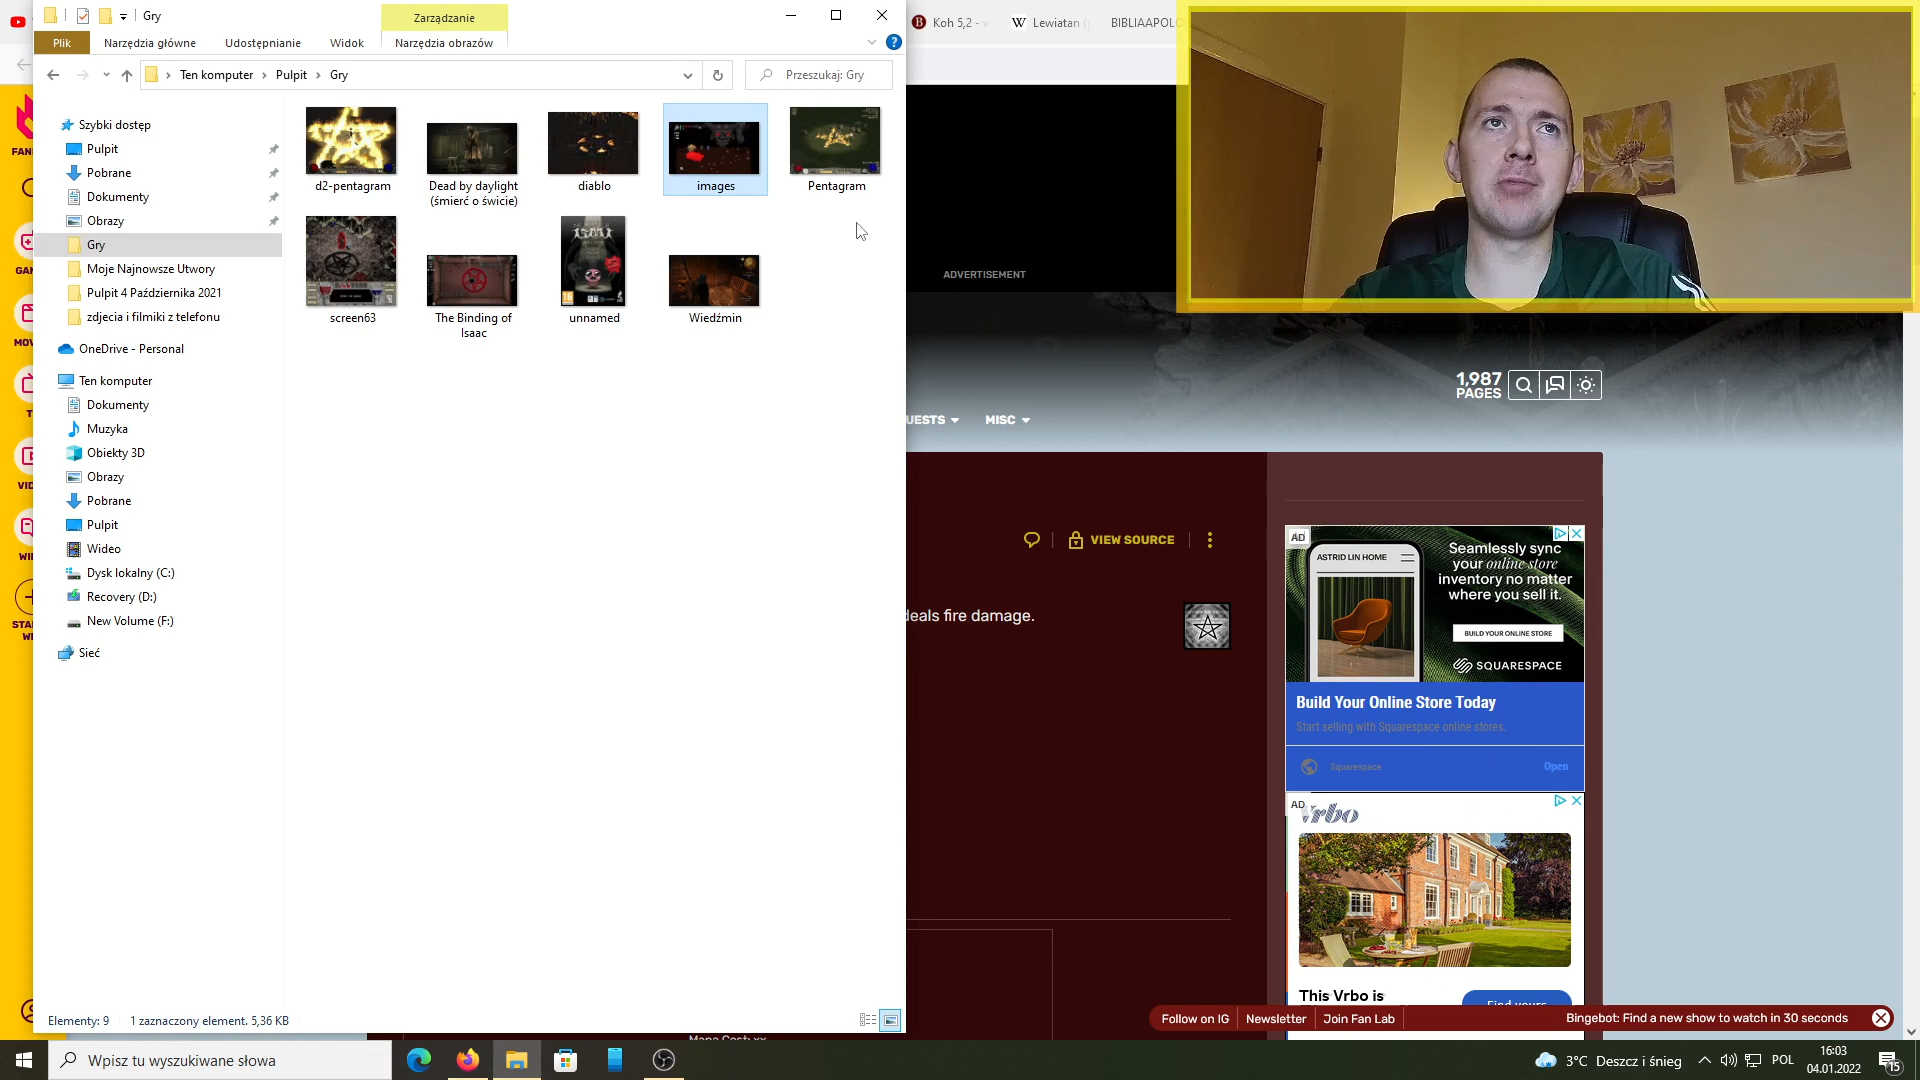 Gry
Zarządzanie
Plik
Narzędzia główne
Udostępnianie
Widok
Narzędzia obrazów
Ten komputer
Pulpit
Gry
Przeszukaj: Gry
Szybki dostęp
Pulpit
Pobrane
Dokumenty
Obrazy
Gry
Moje Najnowsze Utwory
Pulpit 4 Października 2021
zdjecia i filmiki z telefonu
OneDrive - Personal
Ten komputer
Dokumenty
Muzyka
Obiekty 3D
Obrazy
Pobrane
Pulpit
Wideo
Dysk lokalny (C:)
Recovery (D:)
New Volume (F:)
Sieć
d2-pentagram
Dead by daylight
(śmierć o świcie)
diablo
images
Pentagram
screen63
The Binding of
Isaac
unnamed
Wiedźmin
Elementy: 9
1 zaznaczony element. 5,36 KB
Koh 5,2 - w
Lewiatan (
BIBLIAAPOLO
ADVERTISEMENT
1,987
PAGES
UESTS
MISC
VIEW SOURCE
deals fire damage.
AD
ASTRID LIN HOME
Seamlessly sync
your online store
inventory no matter
where you sell it.
BUILD YOUR ONLINE STORE
SQUARESPACE
Build Your Online Store Today
Start selling with Squarespace online stores.
Squarespace
Open
AD
Vrbo
This Vrbo is
Find yours
Follow on IG
Newsletter
Join Fan Lab
Bingebot: Find a new show to watch in 30 seconds
Wpisz tu wyszukiwane słowa
3°C Deszcz i śnieg
POL
16:03
04.01.2022
15